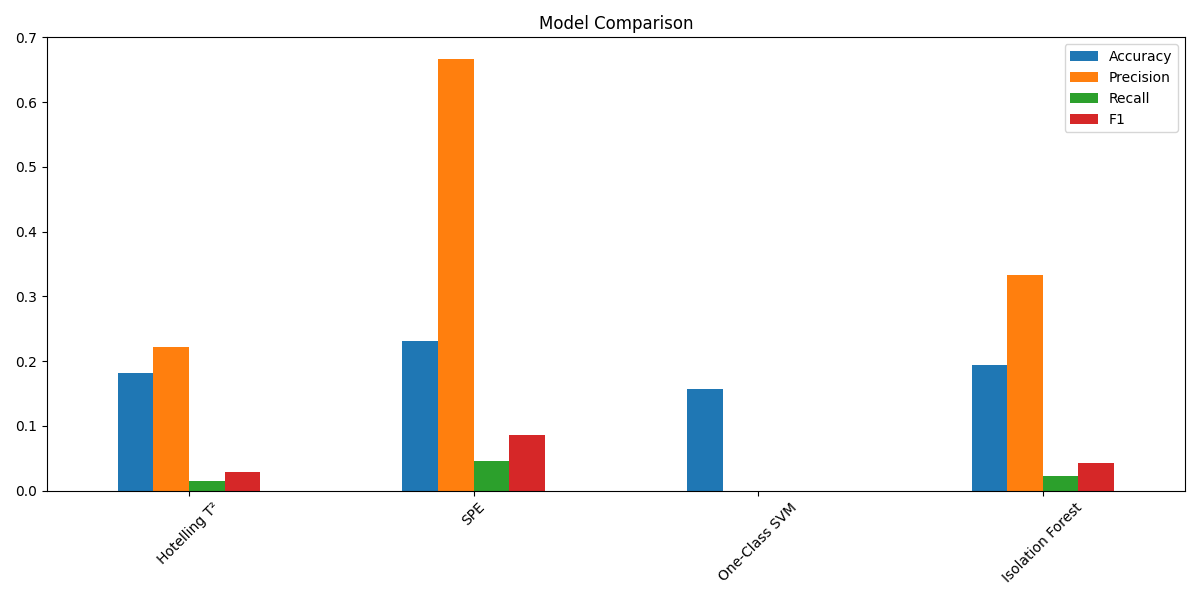 Model Comparison
0.7
0.6
0.5
0.4
0.3
0.2
0.1
0.0
Accuracy
Precision
Recall
F1
Hotelling T²
SPE
One-Class SVM
Isolation Forest